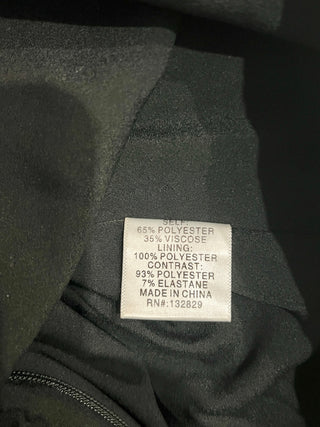 SELF:
65% POLYESTER
35% VISCOSE
LINING:
100% POLYESTER
CONTRAST:
93% POLYESTER
7% ELASTANE
MADE IN CHINA
RN#:132829